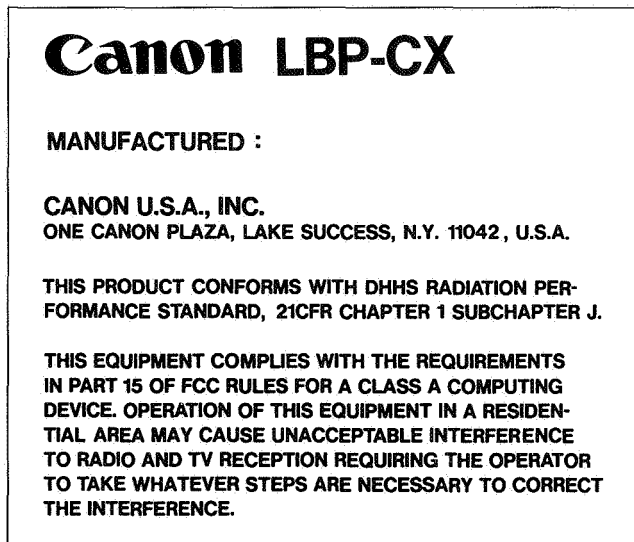 Canon LBP-CX
MANUFACTURED :
CANON U.S.A., INC.
ONE CANON PLAZA, LAKE SUCCESS, N.Y. 11042, U.S.A.
THIS PRODUCT CONFORMS WITH DHHS RADIATION PER-
FORMANCE STANDARD, 21CFR CHAPTER 1 SUBCHAPTER J.
THIS EQUIPMENT COMPLIES WITH THE REQUIREMENTS
IN PART 15 OF FCC RULES FOR A CLASS A COMPUTING
DEVICE. OPERATION OF THIS EQUIPMENT IN A RESIDEN-
TIAL AREA MAY CAUSE UNACCEPTABLE INTERFERENCE
TO RADIO AND TV RECEPTION REQUIRING THE OPERATOR
TO TAKE WHATEVER STEPS ARE NECESSARY TO CORRECT
THE INTERFERENCE.